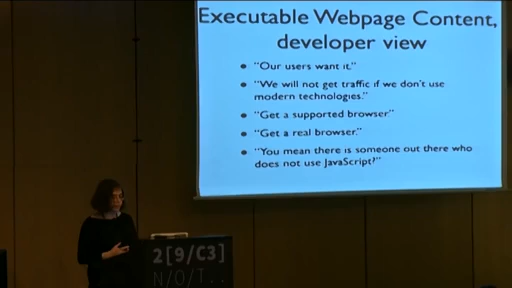 Executable Webpage Content,
developer view
• "Our users want it."
• "We will not get traffic if we don't use
modern technologies."
• "Get a supported browser."
• "Get a real browser."
• "You mean there is someone out there who
does not use JavaScript?"
2[9/C3]
N/O/T..